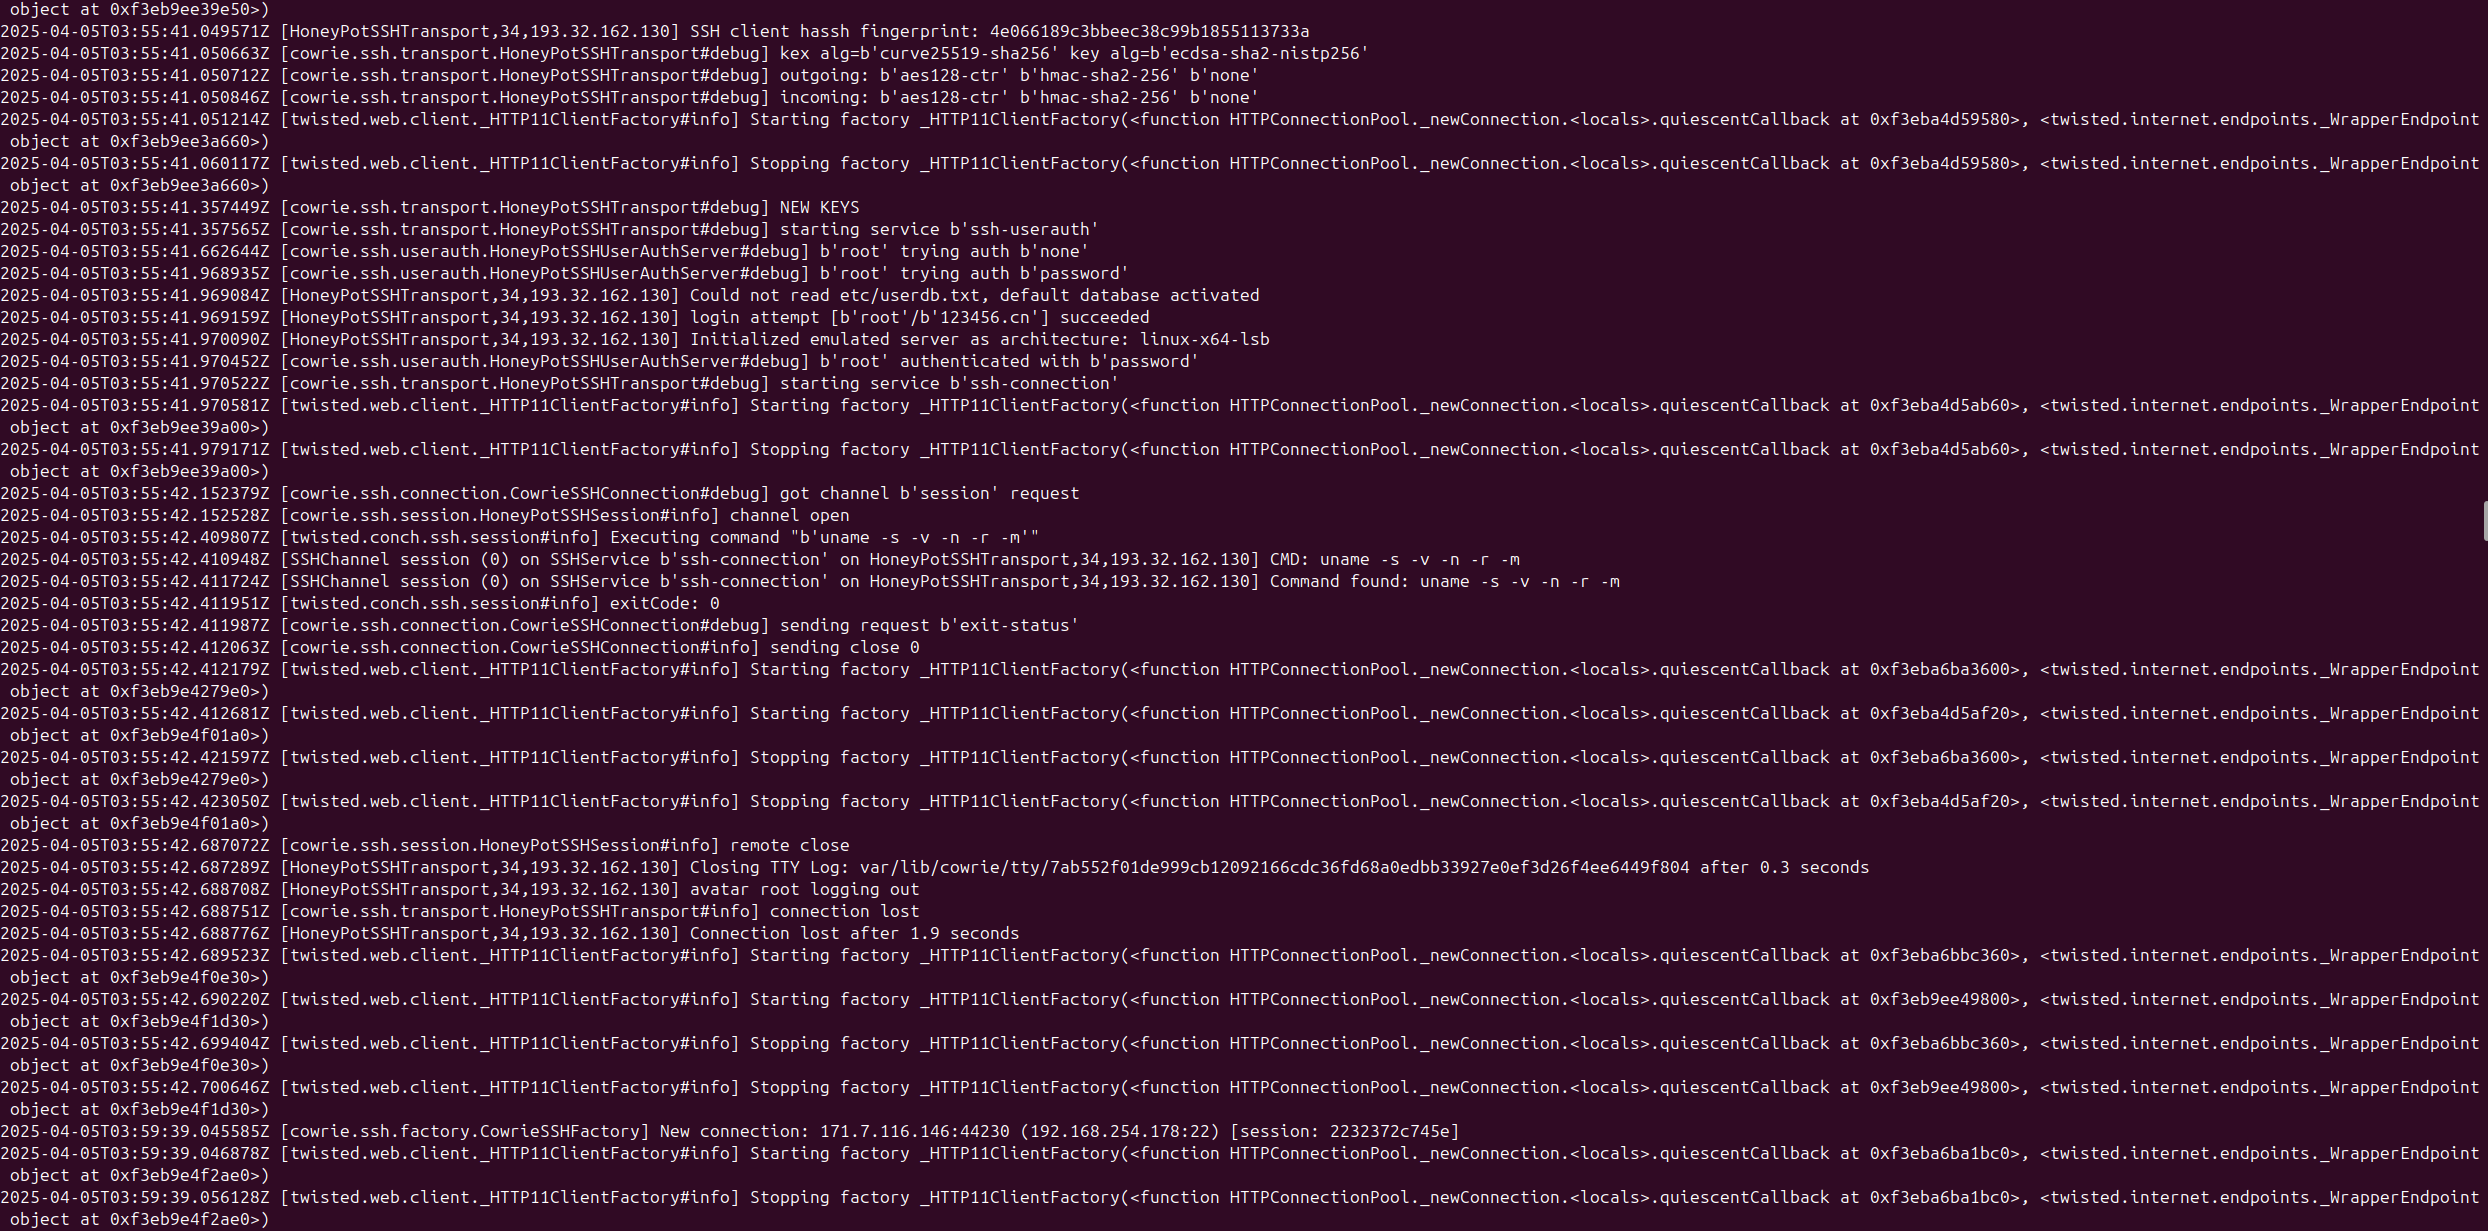 object at 0xf3eb9ee39e50>)
2025-04-05T03:55:41.049571Z [HoneyPotSSHTransport,34,193.32.162.130] SSH client hassh fingerprint: 4e066189c3bbeec38c99b1855113733a
2025-04-05T03:55:41.050663Z [cowrie.ssh.transport.HoneyPotSSHTransport#debug] kex alg=b'curve25519-sha256' key alg=b'ecdsa-sha2-nistp256'
2025-04-05T03:55:41.050712Z [cowrie.ssh.transport.HoneyPotSSHTransport#debug] outgoing: b'aes128-ctr' b'hmac-sha2-256' b'none'
2025-04-05T03:55:41.050846Z [cowrie.ssh.transport.HoneyPotSSHTransport#debug] incoming: b'aes128-ctr' b'hmac-sha2-256' b'none'
2025-04-05T03:55:41.051214Z [twisted.web.client._HTTP11ClientFactory#info] Starting factory _HTTP11ClientFactory(<function HTTPConnectionPool._newConnection.<locals>.quiescentCallback at 0xf3eba4d59580>, <twisted.internet.endpoints._WrapperEndpoint
object at 0xf3eb9ee3a660>)
2025-04-05T03:55:41.060117Z [twisted.web.client._HTTP11ClientFactory#info] Stopping factory _HTTP11ClientFactory(<function HTTPConnectionPool._newConnection.<locals>.quiescentCallback at 0xf3eba4d59580>, <twisted.internet.endpoints._WrapperEndpoint
object at 0xf3eb9ee3a660>)
2025-04-05T03:55:41.357449Z [cowrie.ssh.transport.HoneyPotSSHTransport#debug] NEW KEYS
2025-04-05T03:55:41.357565Z [cowrie.ssh.transport.HoneyPotSSHTransport#debug] starting service b'ssh-userauth'
2025-04-05T03:55:41.662644Z [cowrie.ssh.userauth.HoneyPotSSHUserAuthServer#debug] b'root' trying auth b'none'
2025-04-05T03:55:41.968935Z [cowrie.ssh.userauth.HoneyPotSSHUserAuthServer#debug] b'root' trying auth b'password'
2025-04-05T03:55:41.969084Z [HoneyPotSSHTransport,34,193.32.162.130] Could not read etc/userdb.txt, default database activated
2025-04-05T03:55:41.969159Z [HoneyPotSSHTransport,34,193.32.162.130] login attempt [b'root'/b'123456.cn'] succeeded
2025-04-05T03:55:41.970090Z [HoneyPotSSHTransport,34,193.32.162.130] Initialized emulated server as architecture: linux-x64-lsb
2025-04-05T03:55:41.970452Z [cowrie.ssh.userauth.HoneyPotSSHUserAuthServer#debug] b'root' authenticated with b'password'
2025-04-05T03:55:41.970522Z [cowrie.ssh.transport.HoneyPotSSHTransport#debug] starting service b'ssh-connection'
2025-04-05T03:55:41.970581Z [twisted.web.client._HTTP11ClientFactory#info] Starting factory _HTTP11ClientFactory(<function HTTPConnectionPool._newConnection.<locals>.quiescentCallback at 0xf3eba4d5ab60>, <twisted.internet.endpoints._WrapperEndpoint
object at 0xf3eb9ee39a00>)
2025-04-05T03:55:41.979171Z [twisted.web.client._HTTP11ClientFactory#info] Stopping factory _HTTP11ClientFactory(<function HTTPConnectionPool._newConnection.<locals>.quiescentCallback at 0xf3eba4d5ab60>, <twisted.internet.endpoints._WrapperEndpoint
object at 0xf3eb9ee39a00>)
2025-04-05T03:55:42.152379Z [cowrie.ssh.connection.CowrieSSHConnection#debug] got channel b'session' request
2025-04-05T03:55:42.152528Z [cowrie.ssh.session.HoneyPotSSHSession#info] channel open
2025-04-05T03:55:42.409807Z [twisted.conch.ssh.session#info] Executing command "b'uname -s -v -n -r -m'"
2025-04-05T03:55:42.410948Z [SSHChannel session (0) on SSHService b'ssh-connection' on HoneyPotSSHTransport,34,193.32.162.130] CMD: uname -s -v -n -r -m
2025-04-05T03:55:42.411724Z [SSHChannel session (0) on SSHService b'ssh-connection' on HoneyPotSSHTransport,34,193.32.162.130] Command found: uname -s -v -n -r -m
2025-04-05T03:55:42.411951Z [twisted.conch.ssh.session#info] exitCode: 0
2025-04-05T03:55:42.411987Z [cowrie.ssh.connection.CowrieSSHConnection#debug] sending request b'exit-status'
2025-04-05T03:55:42.412063Z [cowrie.ssh.connection.CowrieSSHConnection#info] sending close 0
2025-04-05T03:55:42.412179Z [twisted.web.client._HTTP11ClientFactory#info] Starting factory _HTTP11ClientFactory(<function HTTPConnectionPool._newConnection.<locals>.quiescentCallback at 0xf3eba6ba3600>, <twisted.internet.endpoints._WrapperEndpoint
object at 0xf3eb9e4279e0>)
2025-04-05T03:55:42.412681Z [twisted.web.client._HTTP11ClientFactory#info] Starting factory _HTTP11ClientFactory(<function HTTPConnectionPool._newConnection.<locals>.quiescentCallback at 0xf3eba4d5af20>, <twisted.internet.endpoints._WrapperEndpoint
object at 0xf3eb9e4f01a0>)
2025-04-05T03:55:42.421597Z [twisted.web.client._HTTP11ClientFactory#info] Stopping factory _HTTP11ClientFactory(<function HTTPConnectionPool._newConnection.<locals>.quiescentCallback at 0xf3eba6ba3600>, <twisted.internet.endpoints._WrapperEndpoint
object at 0xf3eb9e4279e0>)
2025-04-05T03:55:42.423050Z [twisted.web.client._HTTP11ClientFactory#info] Stopping factory _HTTP11ClientFactory(<function HTTPConnectionPool._newConnection.<locals>.quiescentCallback at 0xf3eba4d5af20>, <twisted.internet.endpoints._WrapperEndpoint
object at 0xf3eb9e4f01a0>)
2025-04-05T03:55:42.687072Z [cowrie.ssh.session.HoneyPotSSHSession#info] remote close
2025-04-05T03:55:42.687289Z [HoneyPotSSHTransport,34,193.32.162.130] Closing TTY Log: var/lib/cowrie/tty/7ab552f01de999cb12092166cdc36fd68a0edbb33927e0ef3d26f4ee6449f804 after 0.3 seconds
2025-04-05T03:55:42.688708Z [HoneyPotSSHTransport,34,193.32.162.130] avatar root logging out
2025-04-05T03:55:42.688751Z [cowrie.ssh.transport.HoneyPotSSHTransport#info] connection lost
2025-04-05T03:55:42.688776Z [HoneyPotSSHTransport,34,193.32.162.130] Connection lost after 1.9 seconds
2025-04-05T03:55:42.689523Z [twisted.web.client._HTTP11ClientFactory#info] Starting factory _HTTP11ClientFactory(<function HTTPConnectionPool._newConnection.<locals>.quiescentCallback at 0xf3eba6bbc360>, <twisted.internet.endpoints._WrapperEndpoint
object at 0xf3eb9e4f0e30>)
2025-04-05T03:55:42.690220Z [twisted.web.client._HTTP11ClientFactory#info] Starting factory _HTTP11ClientFactory(<function HTTPConnectionPool._newConnection.<locals>.quiescentCallback at 0xf3eb9ee49800>, <twisted.internet.endpoints._WrapperEndpoint
object at 0xf3eb9e4f1d30>)
2025-04-05T03:55:42.699404Z [twisted.web.client._HTTP11ClientFactory#info] Stopping factory _HTTP11ClientFactory(<function HTTPConnectionPool._newConnection.<locals>.quiescentCallback at 0xf3eba6bbc360>, <twisted.internet.endpoints._WrapperEndpoint
object at 0xf3eb9e4f0e30>)
2025-04-05T03:55:42.700646Z [twisted.web.client._HTTP11ClientFactory#info] Stopping factory _HTTP11ClientFactory(<function HTTPConnectionPool._newConnection.<locals>.quiescentCallback at 0xf3eb9ee49800>, <twisted.internet.endpoints._WrapperEndpoint
object at 0xf3eb9e4f1d30>)
2025-04-05T03:59:39.045585Z [cowrie.ssh.factory.CowrieSSHFactory] New connection: 171.7.116.146:44230 (192.168.254.178:22) [session: 2232372c745e]
2025-04-05T03:59:39.046878Z [twisted.web.client._HTTP11ClientFactory#info] Starting factory _HTTP11ClientFactory(<function HTTPConnectionPool._newConnection.<locals>.quiescentCallback at 0xf3eba6ba1bc0>, <twisted.internet.endpoints._WrapperEndpoint
object at 0xf3eb9e4f2ae0>)
2025-04-05T03:59:39.056128Z [twisted.web.client._HTTP11ClientFactory#info] Stopping factory _HTTP11ClientFactory(<function HTTPConnectionPool._newConnection.<locals>.quiescentCallback at 0xf3eba6ba1bc0>, <twisted.internet.endpoints._WrapperEndpoint
object at 0xf3eb9e4f2ae0>)